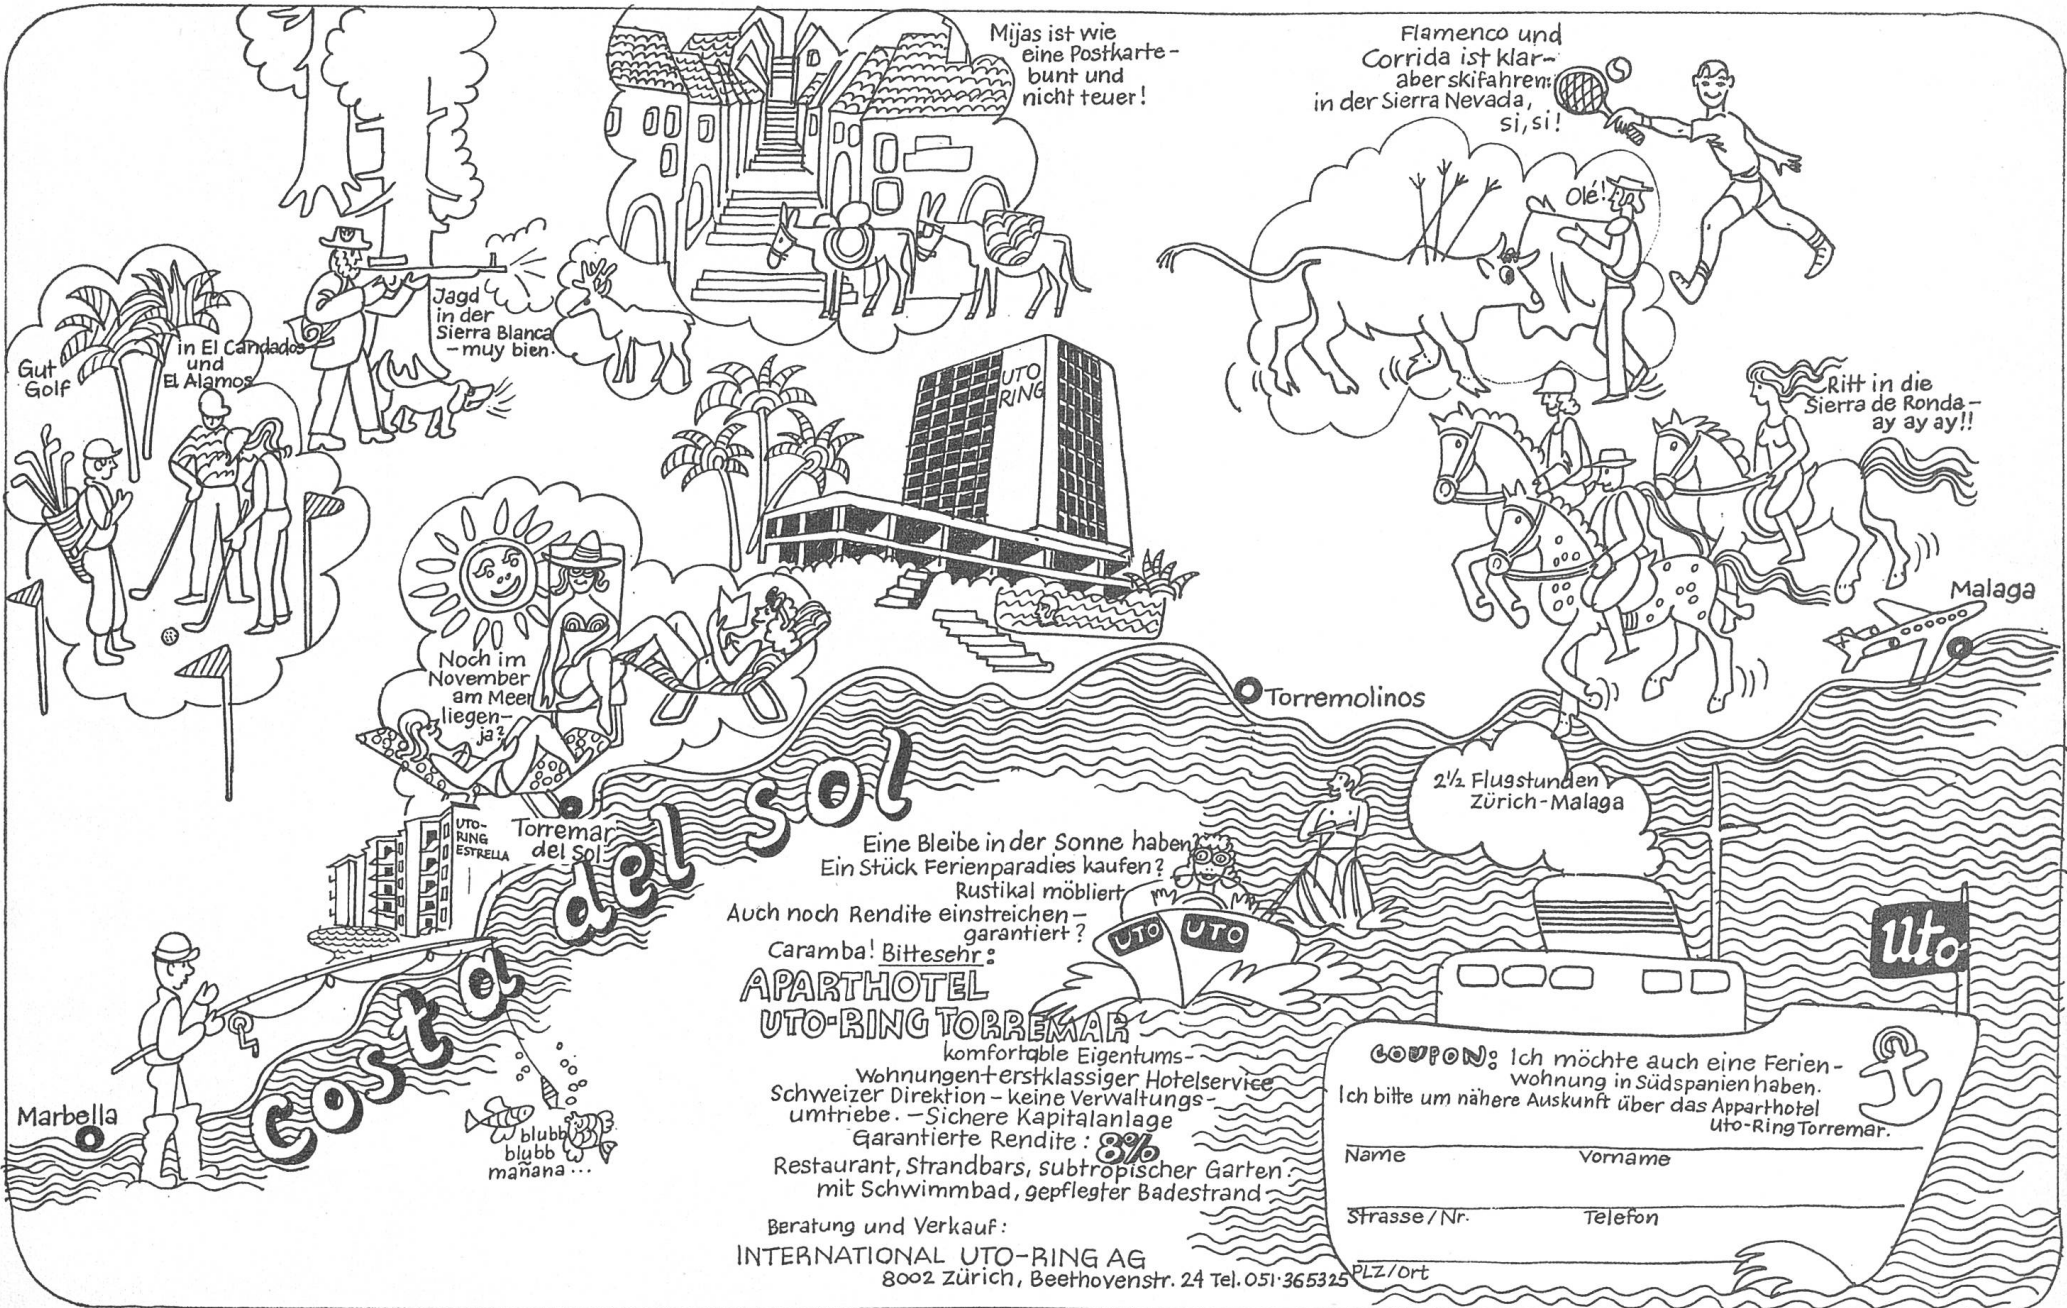 Mijas ist wie
eine Postkarte-
bunt und
nicht teuer!
Flamenco und
Corrida ist klar-
aber skifahren:
in der Sierra Nevada,
si, si!
Olé!
Jagd
in der
Sierra Blanca
-muy bien.
Gut
Golf
in El Candados
und
El Alamos
UTO
RING
Ritt in die
Sierra de Ronda-
ay ay ay!!
Malaga
Noch im
November
am Meer
liegen-
ja?
Torremolinos
2½ Flugstunden
Zürich-Malaga
UTO-
RING
ESTRELLA
Torremar
del Sol
Costa del sol
Marbella
blubb
blubb
mañana...
Eine Bleibe in der Sonne haben?
Ein Stück Ferienparadies kaufen?
Rustikal möbliert
Auch noch Rendite einstreichen-
garantiert?
Caramba! Bittesehr:
APARTHOTEL
UTO-RING TORREMAR
komfortable Eigentums-
wohnungen+erstklassiger Hotelservice
Schweizer Direktion-keine Verwaltungs-
umtriebe.-Sichere Kapitalanlage
Garantierte Rendite: 8%
Restaurant, Strandbars, subtropischer Garten
mit Schwimmbad, gepflegter Badestrand
Beratung und Verkauf:
INTERNATIONAL UTO-RING AG
8002 Zürich, Beethovenstr. 24 Tel. 051·365325
UTO UTO
uto
COUPON: Ich möchte auch eine Ferien-
wohnung in Südspanien haben.
Ich bitte um nähere Auskunft über das Apparthotel
Uto-Ring Torremar.
Name Vorname
Strasse/Nr. Telefon
PLZ/Ort